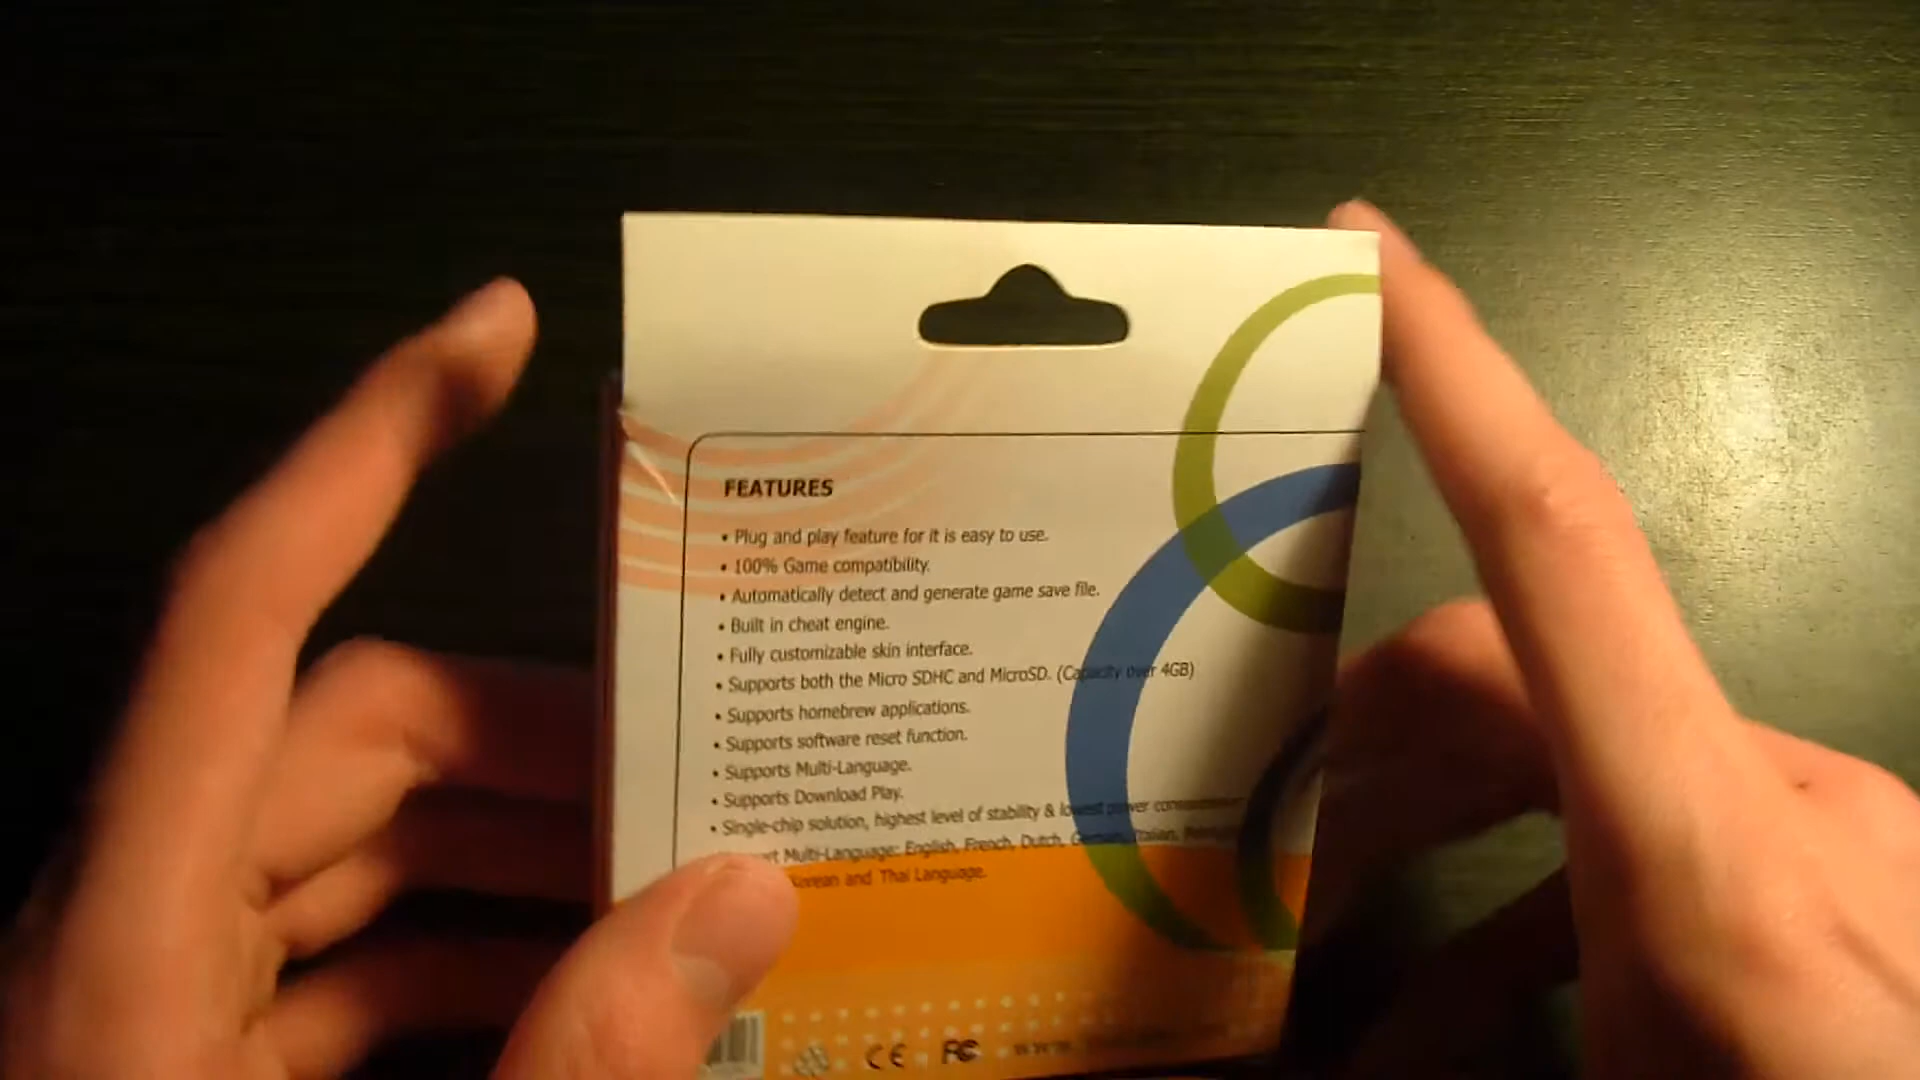 FEATURES
• Plug and play feature for it is easy to use.
• 100% Game compatibility.
• Automatically detect and generate game save file.
• Built in cheat engine.
• Fully customizable skin interface.
• Supports both the Micro SDHC and MicroSD. (Capacity over 4GB)
• Supports homebrew applications.
• Supports software reset function.
• Supports Multi-Language.
• Supports Download Play.
• Single-chip solution, highest level of stability & lowest power
Multi-Language: English, French, Dutch, German, Italian,
Korean and Thai Language.
CE FC